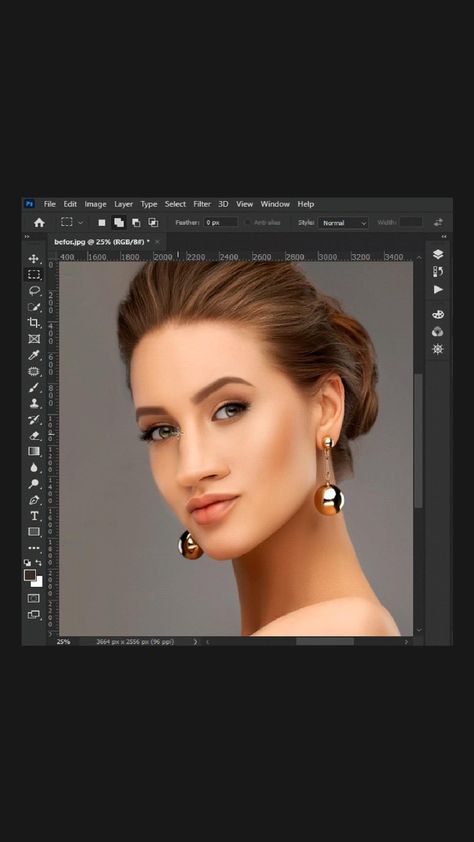 Ps File Edit Image Layer Type Select Filter 3D View Window Help
Feather: 0 px Anti-alias Style: Normal Width:
befor.jpg @ 25% (RGB/8#) * ×
400 1600 1800 2000 2200 2400 2600 2800 3000 3200 3400
25% 3664 px x 2556 px (96 ppi)